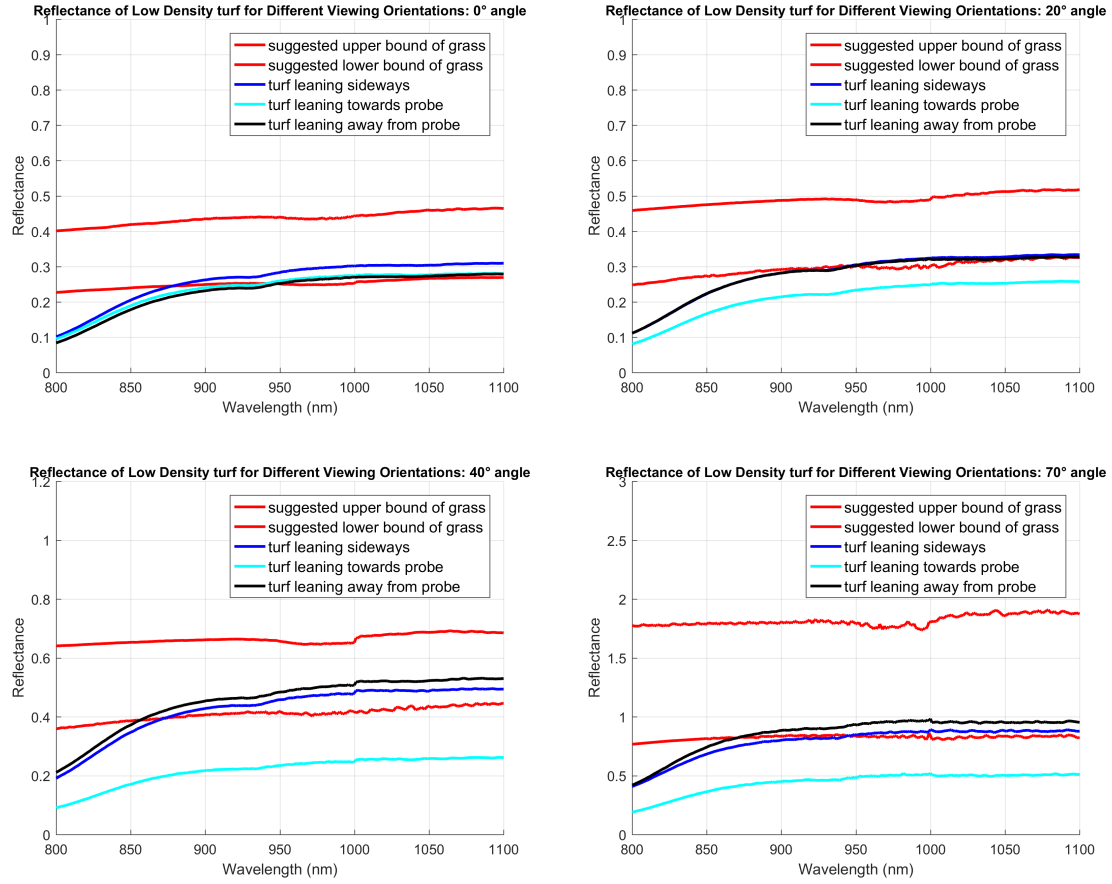 Reflectance of Low Density turf for Different Viewing Orientations: 0° angle
1
0.9
0.8
0.7
0.6
0.5
0.4
0.3
0.2
0.1
0
Reflectance
suggested upper bound of grass
suggested lower bound of grass
turf leaning sideways
turf leaning towards probe
turf leaning away from probe
800 850 900 950 1000 1050 1100
Wavelength (nm)
Reflectance of Low Density turf for Different Viewing Orientations: 20° angle
1
0.9
0.8
0.7
0.6
0.5
0.4
0.3
0.2
0.1
0
Reflectance
suggested upper bound of grass
suggested lower bound of grass
turf leaning sideways
turf leaning towards probe
turf leaning away from probe
800 850 900 950 1000 1050 1100
Wavelength (nm)
Reflectance of Low Density turf for Different Viewing Orientations: 40° angle
1.2
1
0.8
0.6
0.4
0.2
0
Reflectance
suggested upper bound of grass
suggested lower bound of grass
turf leaning sideways
turf leaning towards probe
turf leaning away from probe
800 850 900 950 1000 1050 1100
Wavelength (nm)
Reflectance of Low Density turf for Different Viewing Orientations: 70° angle
3
2.5
2
1.5
1
0.5
0
Reflectance
suggested upper bound of grass
suggested lower bound of grass
turf leaning sideways
turf leaning towards probe
turf leaning away from probe
800 850 900 950 1000 1050 1100
Wavelength (nm)